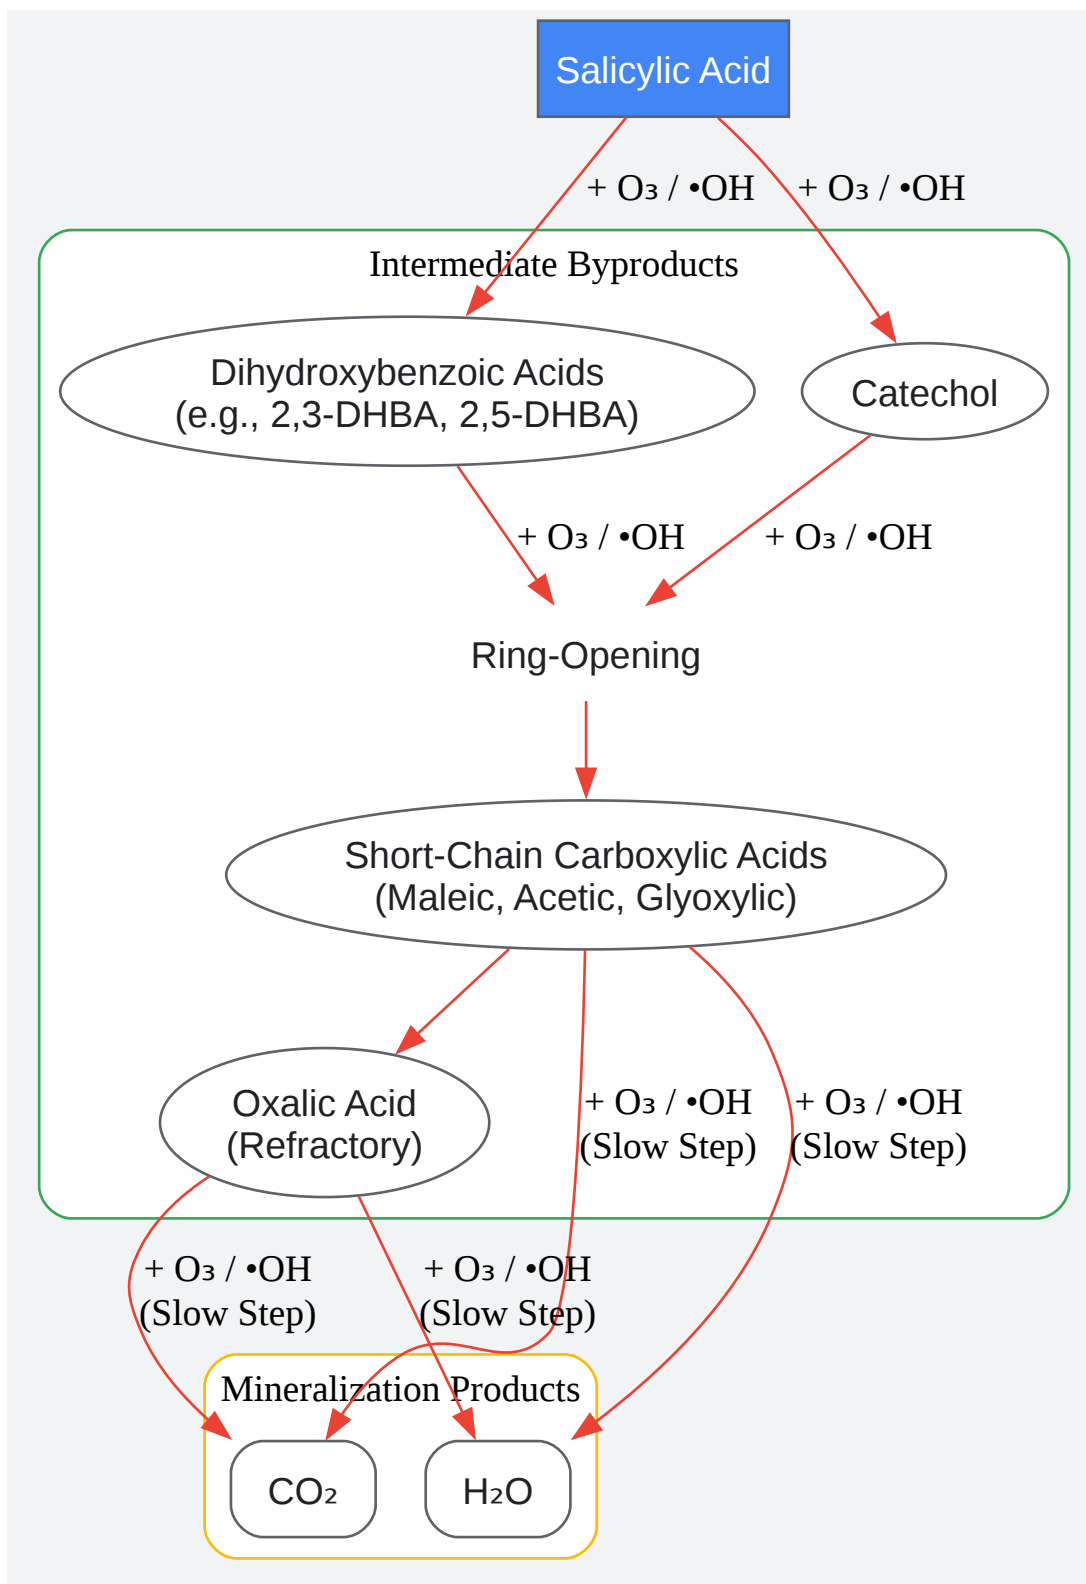 Salicylic Acid
+ O₃ / •OH
+ O₃ / •OH
Intermediate Byproducts
Dihydroxybenzoic Acids
(e.g., 2,3-DHBA, 2,5-DHBA)
Catechol
+ O₃ / •OH
+ O₃ / •OH
Ring-Opening
Short-Chain Carboxylic Acids
(Maleic, Acetic, Glyoxylic)
Oxalic Acid
(Refractory)
+ O₃ / •OH
(Slow Step)
+ O₃ / •OH
(Slow Step)
+ O₃ / •OH
(Slow Step)
+ O₃ / •OH
(Slow Step)
Mineralization Products
CO₂
H₂O